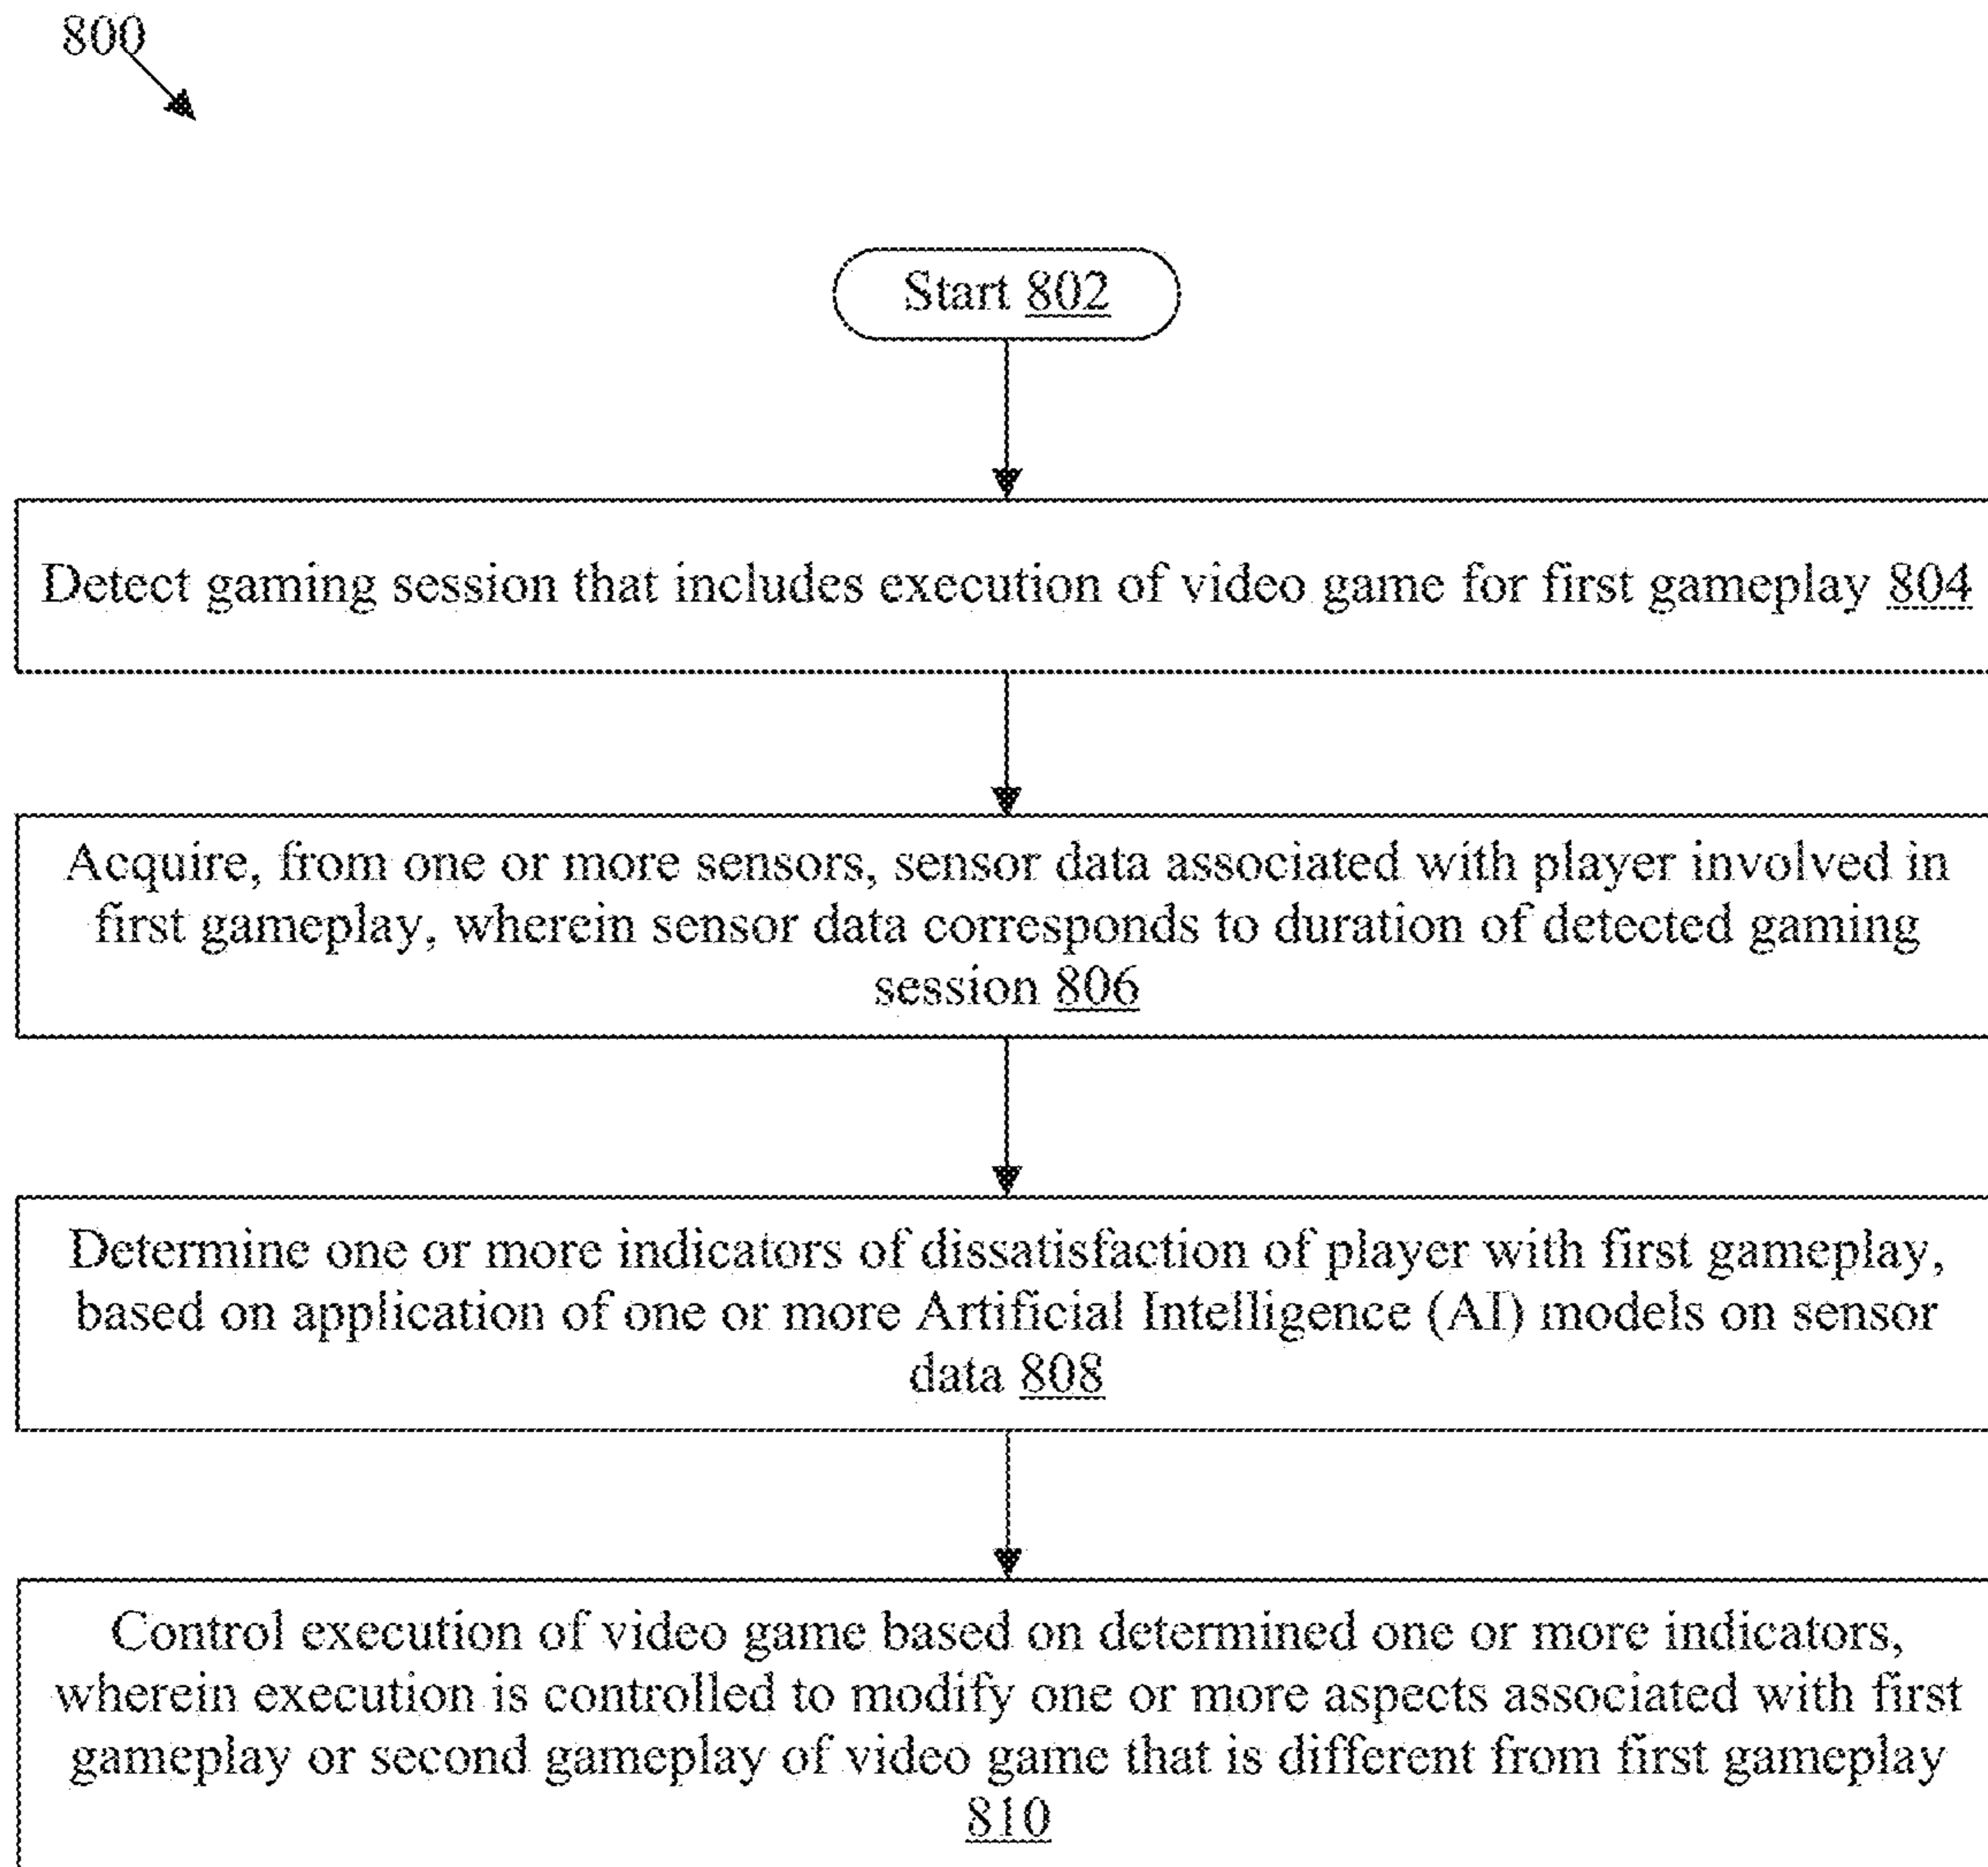 800
Start 802
Detect gaming session that includes execution of video game for first gameplay 804
Acquire, from one or more sensors, sensor data associated with player involved in
first gameplay, wherein sensor data corresponds to duration of detected gaming
session 806
Determine one or more indicators of dissatisfaction of player with first gameplay,
based on application of one or more Artificial Intelligence (AI) models on sensor
data 808
Control execution of video game based on determined one or more indicators,
wherein execution is controlled to modify one or more aspects associated with first
gameplay or second gameplay of video game that is different from first gameplay
810